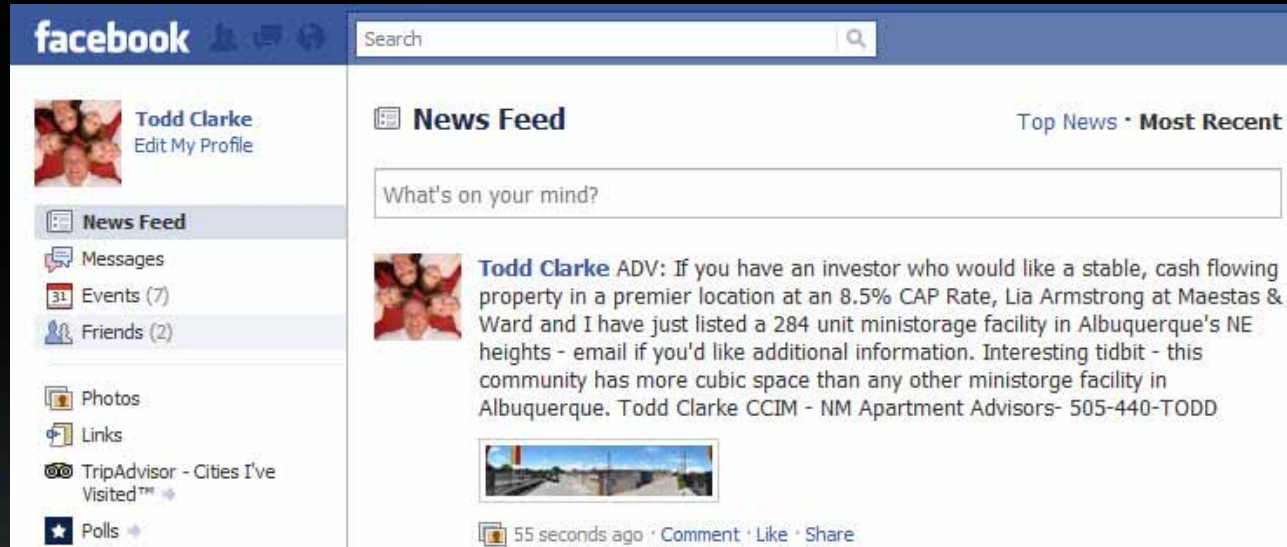 facebook
Search
Todd Clarke
Edit My Profile
News Feed
Messages
31 Events (7)
Friends (2)
Photos
Links
TripAdvisor - Cities I've
Visited™
Polls
News Feed
Top News · Most Recent
What's on your mind?
Todd Clarke ADV: If you have an investor who would like a stable, cash flowing
property in a premier location at an 8.5% CAP Rate, Lia Armstrong at Maestas &
Ward and I have just listed a 284 unit ministorage facility in Albuquerque's NE
heights - email if you'd like additional information. Interesting tidbit - this
community has more cubic space than any other ministorge facility in
Albuquerque. Todd Clarke CCIM - NM Apartment Advisors- 505-440-TODD
55 seconds ago · Comment · Like · Share